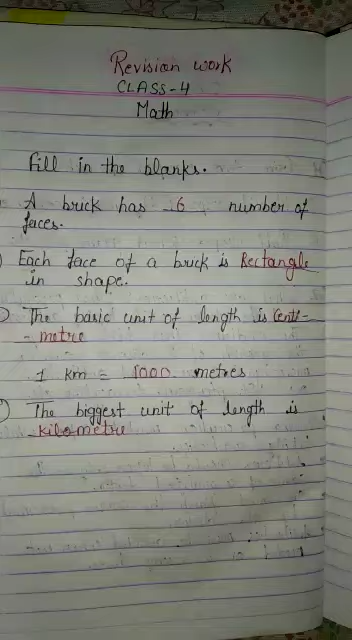 Revision work
CLASS-4
Math
Fill in the blanks.
A brick has 6 number of
faces.
Each face of a brick is Rectangle
in shape.
The basic unit of length is Centi-
-metre
1 km = 1000 metres
The biggest unit of length is
kilometre